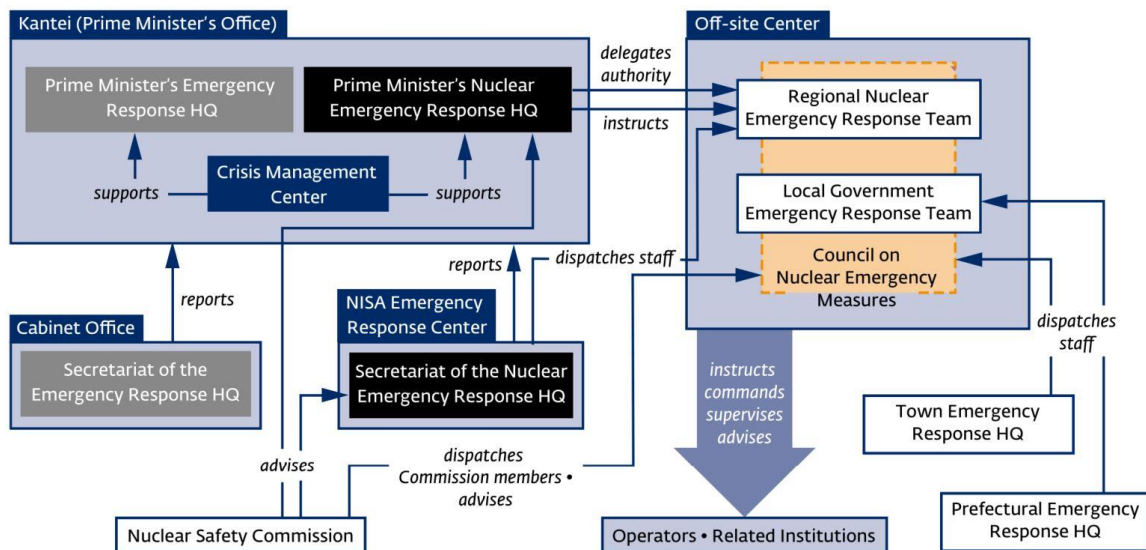 Kantei (Prime Minister's Office)
Prime Minister's Emergency
Response HQ
Prime Minister's Nuclear
Emergency Response HQ
Crisis Management
Center
supports
supports
delegates
authority
instructs
Off-site Center
Regional Nuclear
Emergency Response Team
Local Government
Emergency Response Team
Council on
Nuclear Emergency
Measures
reports
reports
dispatches staff
Cabinet Office
Secretariat of the
Emergency Response HQ
NISA Emergency
Response Center
Secretariat of the Nuclear
Emergency Response HQ
instructs
commands
supervises
advises
dispatches
staff
Town Emergency
Response HQ
advises
dispatches
Commission members •
advises
Nuclear Safety Commission
Operators • Related Institutions
Prefectural Emergency
Response HQ